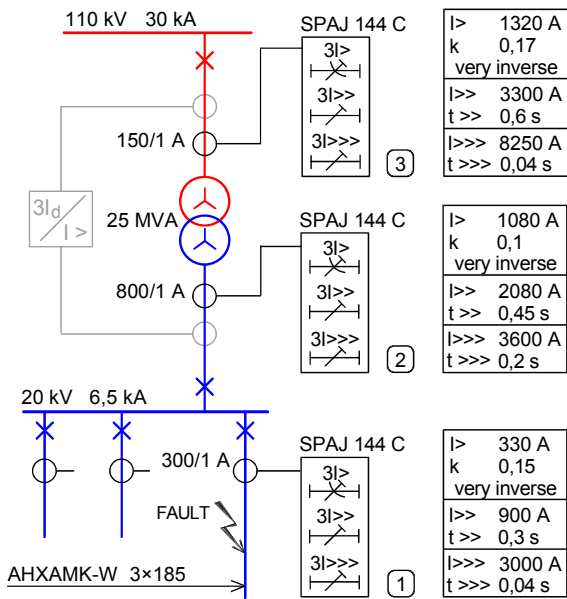 110 kV 30 kA
SPAJ 144 C
3I>
3I>>
3I>>>
3
I> 1320 A
k 0,17
very inverse
I>> 3300 A
t >> 0,6 s
I>>> 8250 A
t >>> 0,04 s
150/1 A
3Id
I >
25 MVA
SPAJ 144 C
3I>
3I>>
3I>>>
2
I> 1080 A
k 0,1
very inverse
I>> 2080 A
t >> 0,45 s
I>>> 3600 A
t >>> 0,2 s
800/1 A
20 kV 6,5 kA
SPAJ 144 C
3I>
3I>>
3I>>>
1
I> 330 A
k 0,15
very inverse
I>> 900 A
t >> 0,3 s
I>>> 3000 A
t >>> 0,04 s
300/1 A
FAULT
AHXAMK-W 3×185